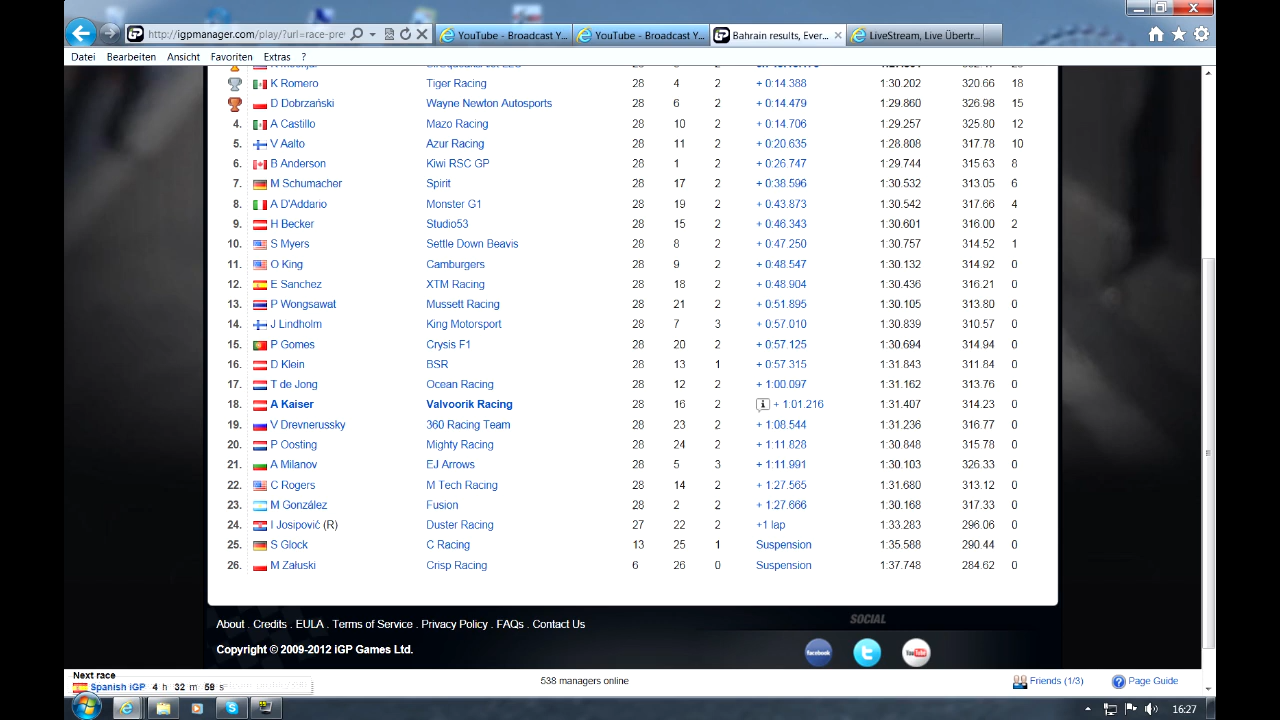 http://igpmanager.com/play/?url=race-pre
YouTube - Broadcast Y...
YouTube - Broadcast Y...
Bahrain results, Ever...
LiveStream, Live Übertr...
Datei Bearbeiten Ansicht Favoriten Extras ?
K Romero Tiger Racing 28 4 2 + 0:14.388 1:30.202 320.66 18
D Dobrzański Wayne Newton Autosports 28 6 2 + 0:14.479 1:29.860 326.98 15
4. A Castillo Mazo Racing 28 10 2 + 0:14.706 1:29.257 325.80 12
5. V Aalto Azur Racing 28 11 2 + 0:20.635 1:28.808 317.78 10
6. B Anderson Kiwi RSC GP 28 1 2 + 0:26.747 1:29.744 315.63 8
7. M Schumacher Spirit 28 17 2 + 0:38.596 1:30.532 313.05 6
8. A D'Addario Monster G1 28 19 2 + 0:43.873 1:30.542 317.66 4
9. H Becker Studio53 28 15 2 + 0:46.343 1:30.601 316.00 2
10. S Myers Settle Down Beavis 28 8 2 + 0:47.250 1:30.757 314.52 1
11. O King Camburgers 28 9 2 + 0:48.547 1:30.132 314.92 0
12. E Sanchez XTM Racing 28 18 2 + 0:48.904 1:30.436 316.21 0
13. P Wongsawat Mussett Racing 28 21 2 + 0:51.895 1:30.105 313.80 0
14. J Lindholm King Motorsport 28 7 3 + 0:57.010 1:30.839 310.57 0
15. P Gomes Crysis F1 28 20 2 + 0:57.125 1:30.694 314.94 0
16. D Klein BSR 28 13 1 + 0:57.315 1:31.843 311.84 0
17. T de Jong Ocean Racing 28 12 2 + 1:00.097 1:31.162 313.76 0
18. A Kaiser Valvoorik Racing 28 16 2 + 1:01.216 1:31.407 314.23 0
19. V Drevnerussky 360 Racing Team 28 23 2 + 1:08.544 1:31.236 316.77 0
20. P Oosting Mighty Racing 28 24 2 + 1:11.828 1:30.848 315.78 0
21. A Milanov EJ Arrows 28 5 3 + 1:11.991 1:30.103 326.33 0
22. C Rogers M Tech Racing 28 14 2 + 1:27.565 1:31.680 313.12 0
23. M González Fusion 28 2 2 + 1:27.666 1:30.168 317.33 0
24. I Josipović (R) Duster Racing 27 22 2 +1 lap 1:33.283 296.06 0
25. S Glock C Racing 13 25 1 Suspension 1:35.588 290.44 0
26. M Załuski Crisp Racing 6 26 0 Suspension 1:37.748 284.62 0
SOCIAL
About . Credits . EULA . Terms of Service . Privacy Policy . FAQs . Contact Us
Copyright © 2009-2012 iGP Games Ltd.
facebook
You Tube
Next race
Spanish iGP 4 h 32 m 59 s
538 managers online
Friends (1/3)
Page Guide
16:27